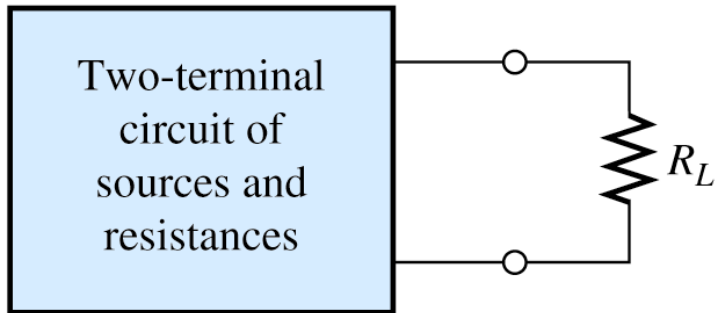 Two-terminal
circuit of
sources and
resistances
R_L